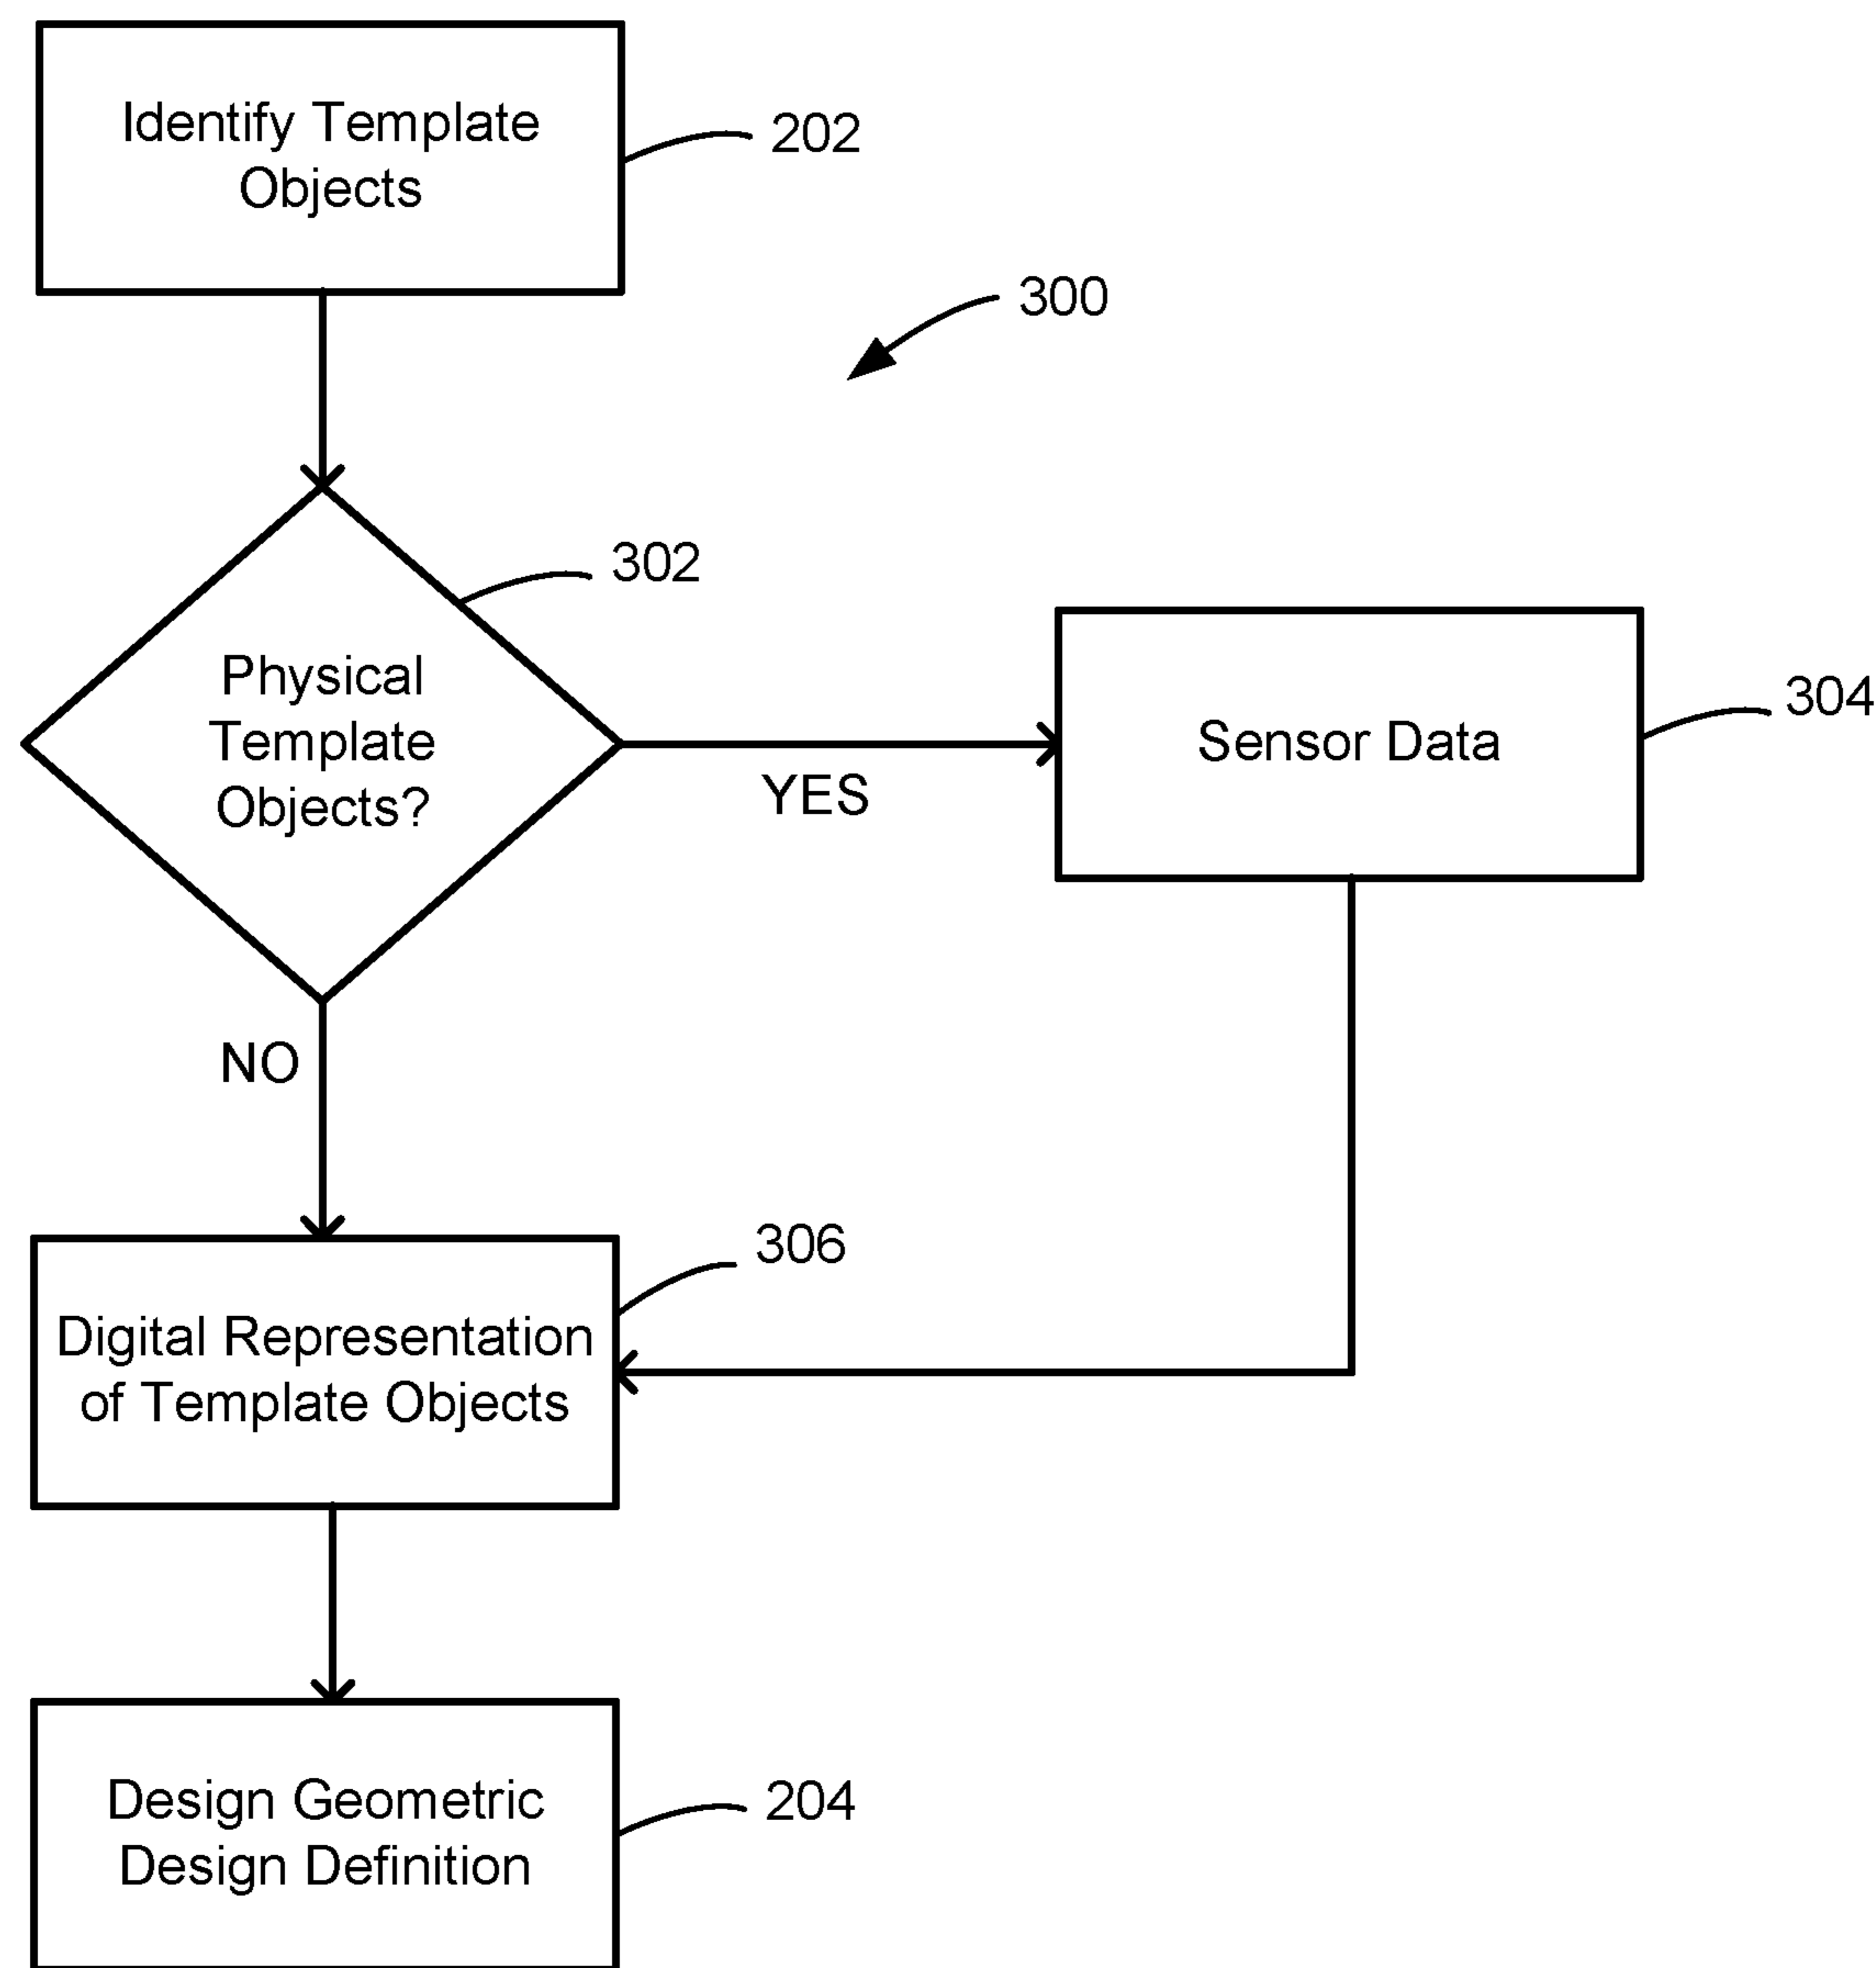 Identify Template
Objects
202
300
302
Physical
Template
Objects?
YES
Sensor Data
304
NO
306
Digital Representation
of Template Objects
Design Geometric
Design Definition
204